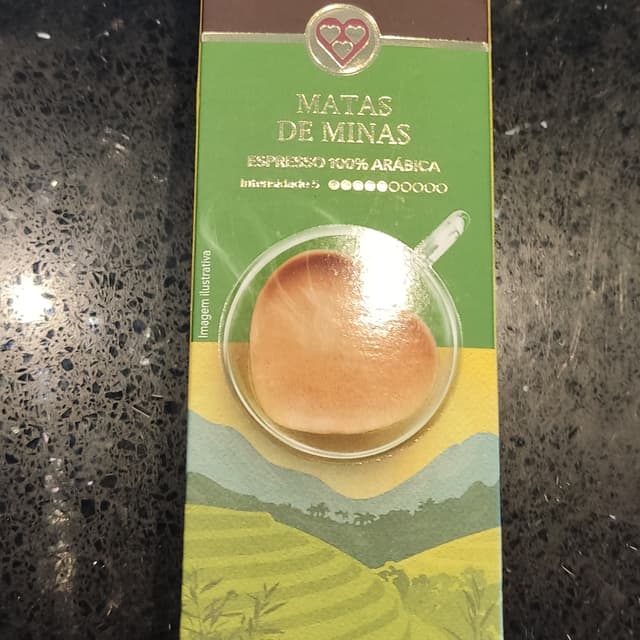 MATAS
DE MINAS
ESPRESSO 100% ARÁBICA
Intensidade 5
Imagem ilustrativa